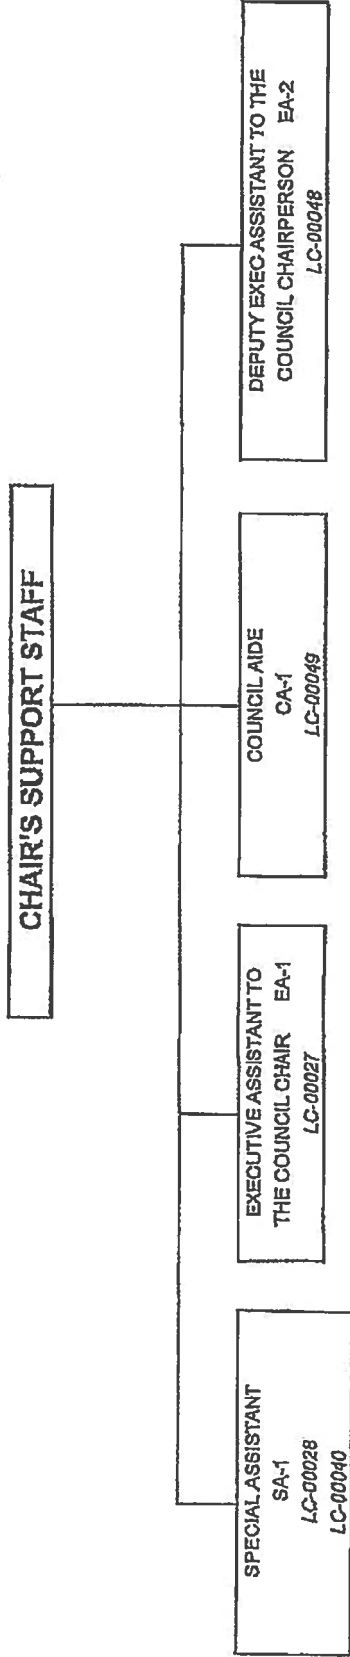 CHAIR'S SUPPORT STAFF
SPECIAL ASSISTANT
SA-1
LC-00028
LC-00040
EXECUTIVE ASSISTANT TO
THE COUNCIL CHAIR EA-1
LC-00027
COUNCIL AIDE
CA-1
LC-00049
DEPUTY EXEC ASSISTANT TO THE
COUNCIL CHAIRPERSON EA-2
LC-00048